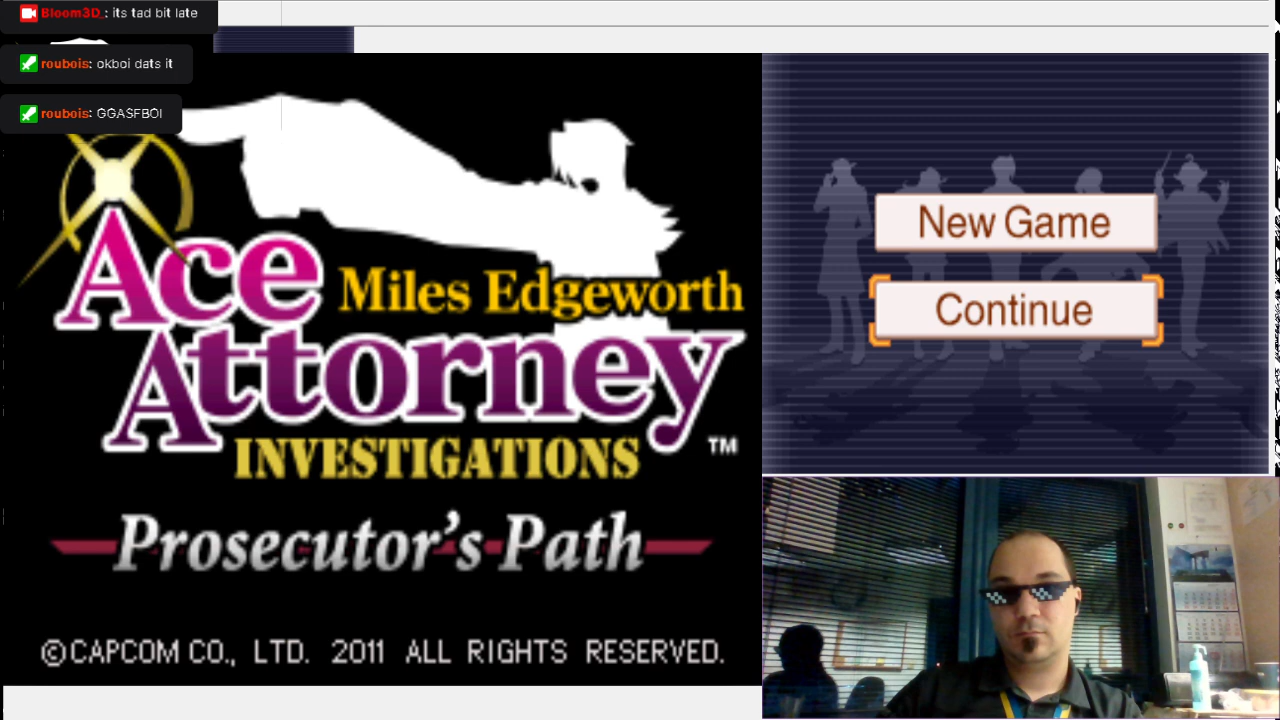 Bloom3D_: its tad bit late
roubois: okboi dats it
roubois: GGASFBOI
Ace
Miles Edgeworth
Attorney
TM
INVESTIGATIONS
Prosecutor's Path
©CAPCOM CO., LTD. 2011 ALL RIGHTS RESERVED.
New Game
Continue